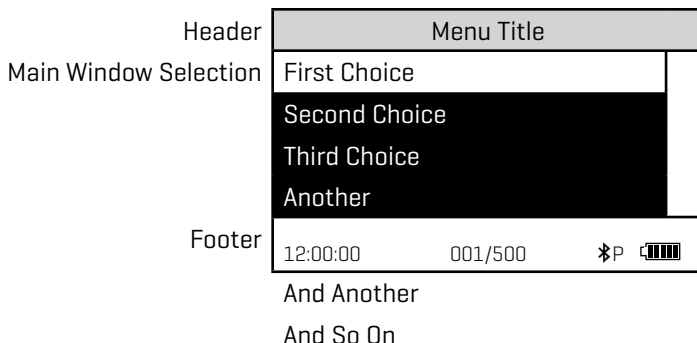 Header
Menu Title
Main Window Selection
First Choice
Second Choice
Third Choice
Another
Footer
12:00:00 001/500 P
And Another
And So On